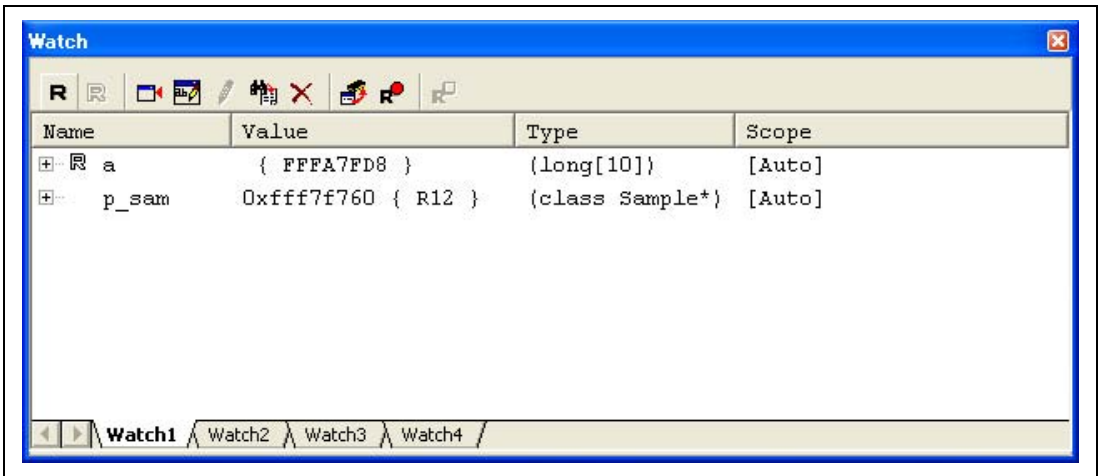 Watch
R R R R
Name Value Type Scope
R a { FFFA7FD8 } (long[10]) [Auto]
p_sam 0xfff7f760 { R12 } (class Sample*) [Auto]
Watch1 Watch2 Watch3 Watch4